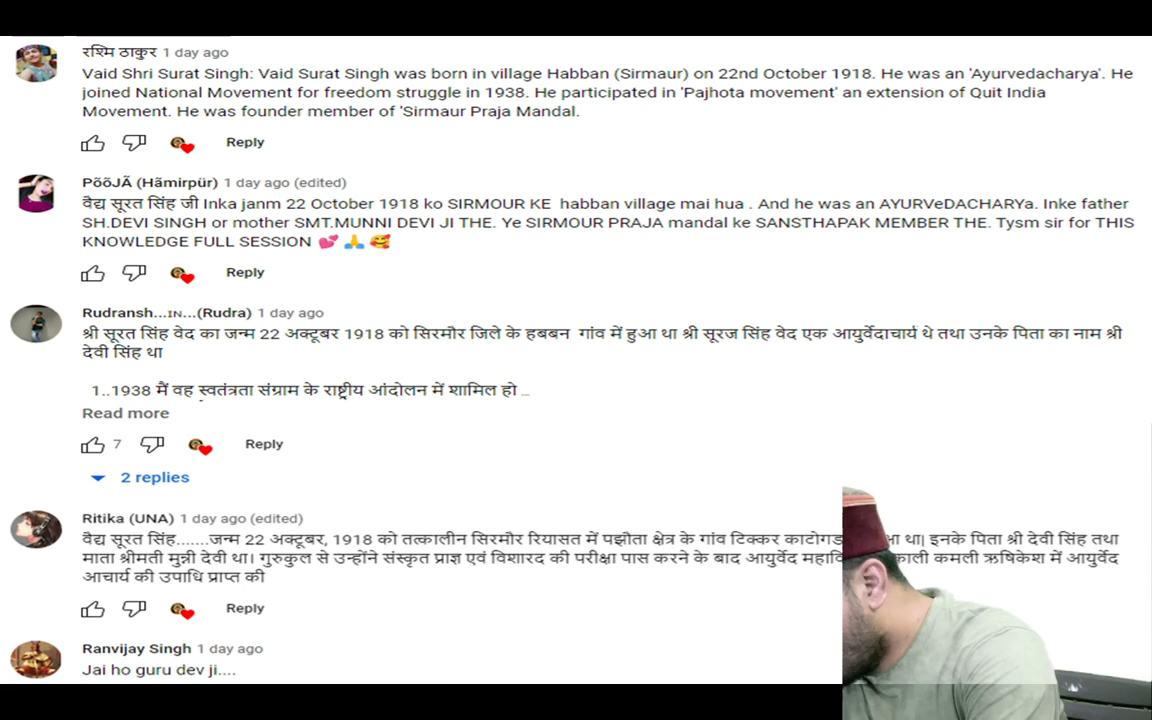 रश्मि ठाकुर 1 day ago
Vaid Shri Surat Singh: Vaid Surat Singh was born in village Habban (Sirmaur) on 22nd October 1918. He was an 'Ayurvedacharya'. He
joined National Movement for freedom struggle in 1938. He participated in 'Pajhota movement' an extension of Quit India
Movement. He was founder member of 'Sirmaur Praja Mandal.
Reply
PõõJÃ (Hãmirpür) 1 day ago (edited)
वैद्य सूरत सिंह जी Inka janm 22 October 1918 ko SIRMOUR KE habban village mai hua . And he was an AYURVeDACHARYa. Inke father
SH.DEVI SINGH or mother SMT.MUNNI DEVI JI THE. Ye SIRMOUR PRAJA mandal ke SANSTHAPAK MEMBER THE. Tysm sir for THIS
KNOWLEDGE FULL SESSION 💕 🙏 🥰
Reply
Rudransh...ɪɴ...(Rudra) 1 day ago
श्री सूरत सिंह वेद का जन्म 22 अक्टूबर 1918 को सिरमौर जिले के हबबन गांव में हुआ था श्री सूरज सिंह वेद एक आयुर्वेदाचार्य थे तथा उनके पिता का नाम श्री
देवी सिंह था
1..1938 मैं वह स्वतंत्रता संग्राम के राष्ट्रीय आंदोलन में शामिल हो ...
Read more
7 Reply
2 replies
Ritika (UNA) 1 day ago (edited)
वैद्य सूरत सिंह.......जन्म 22 अक्टूबर, 1918 को तत्कालीन सिरमौर रियासत में पझौता क्षेत्र के गांव टिक्कर काटोगड था। इनके पिता श्री देवी सिंह तथा
माता श्रीमती मुन्नी देवी था। गुरुकुल से उन्होंने संस्कृत प्राज्ञ एवं विशारद की परीक्षा पास करने के बाद आयुर्वेद काली कमली ऋषिकेश में आयुर्वेद
आचार्य की उपाधि प्राप्त की
Reply
Ranvijay Singh 1 day ago
Jai ho guru dev ji....